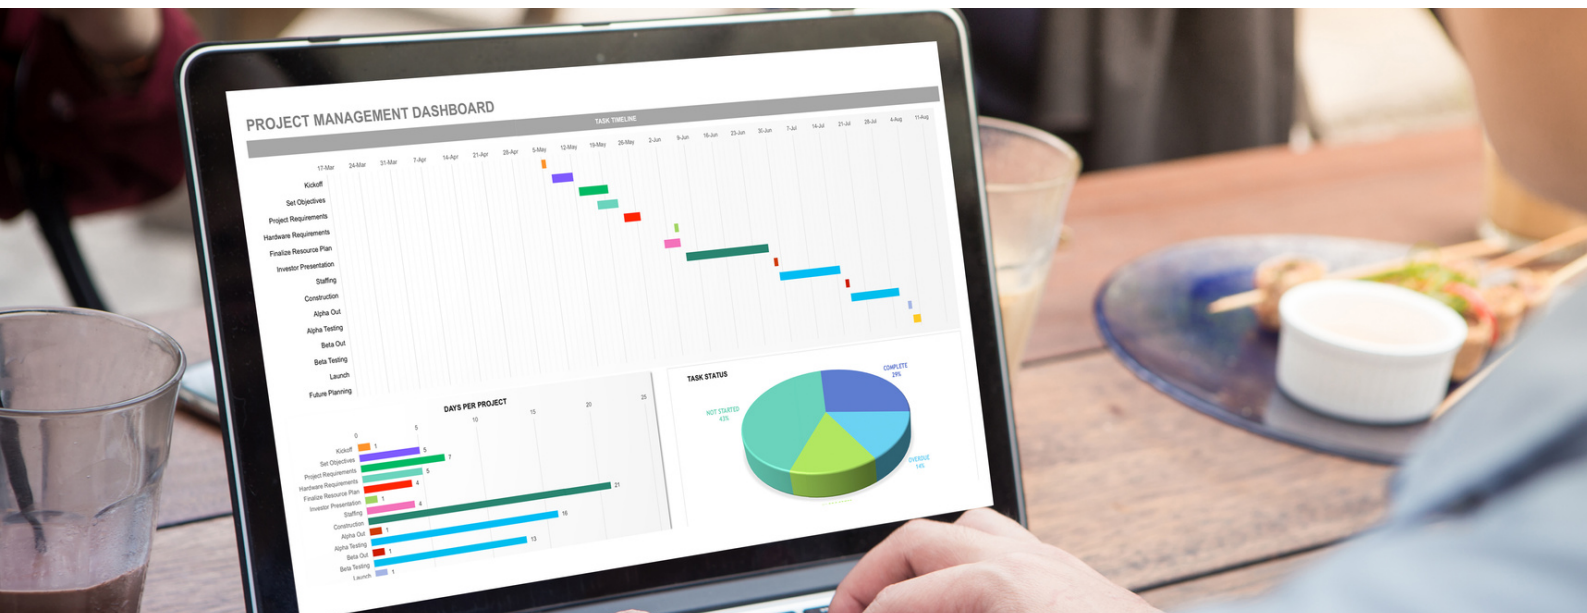 PROJECT MANAGEMENT DASHBOARD
TASK TIMELINE
17-Mar 24-Mar 31-Mar 7-Apr 14-Apr 21-Apr 28-Apr 5-May 12-May 19-May 26-May 2-Jun 9-Jun 16-Jun 23-Jun 30-Jun 7-Jul 14-Jul 21-Jul 28-Jul 4-Aug 11-Aug
Kickoff
Set Objectives
Project Requirements
Hardware Requirements
Finalize Resource Plan
Investor Presentation
Staffing
Construction
Alpha Out
Alpha Testing
Beta Out
Beta Testing
Launch
Future Planning
DAYS PER PROJECT
0 5 10 15 20 25
Kickoff 1
Set Objectives 5
Project Requirements 7
Hardware Requirements 5
Finalize Resource Plan 4
Investor Presentation 1
Staffing 4
Construction 21
Alpha Out 1
Alpha Testing 16
Beta Out 1
Beta Testing 13
Launch 1
TASK STATUS
COMPLETE
29%
NOT STARTED
43%
OVERDUE
14%